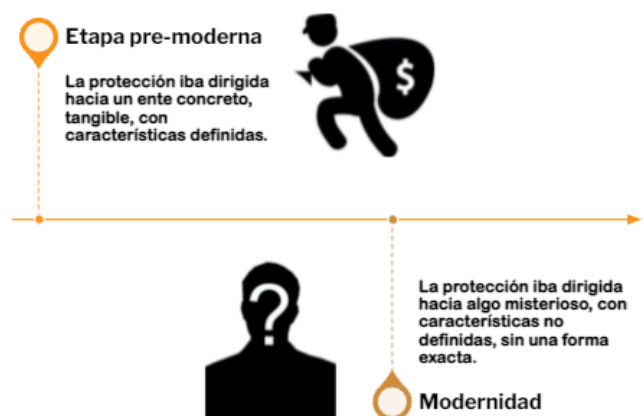 Etapa pre-moderna
La protección iba dirigida
hacia un ente concreto,
tangible, con
características definidas.
$
?
La protección iba dirigida
hacia algo misterioso, con
características no
definidas, sin una forma
exacta.
Modernidad